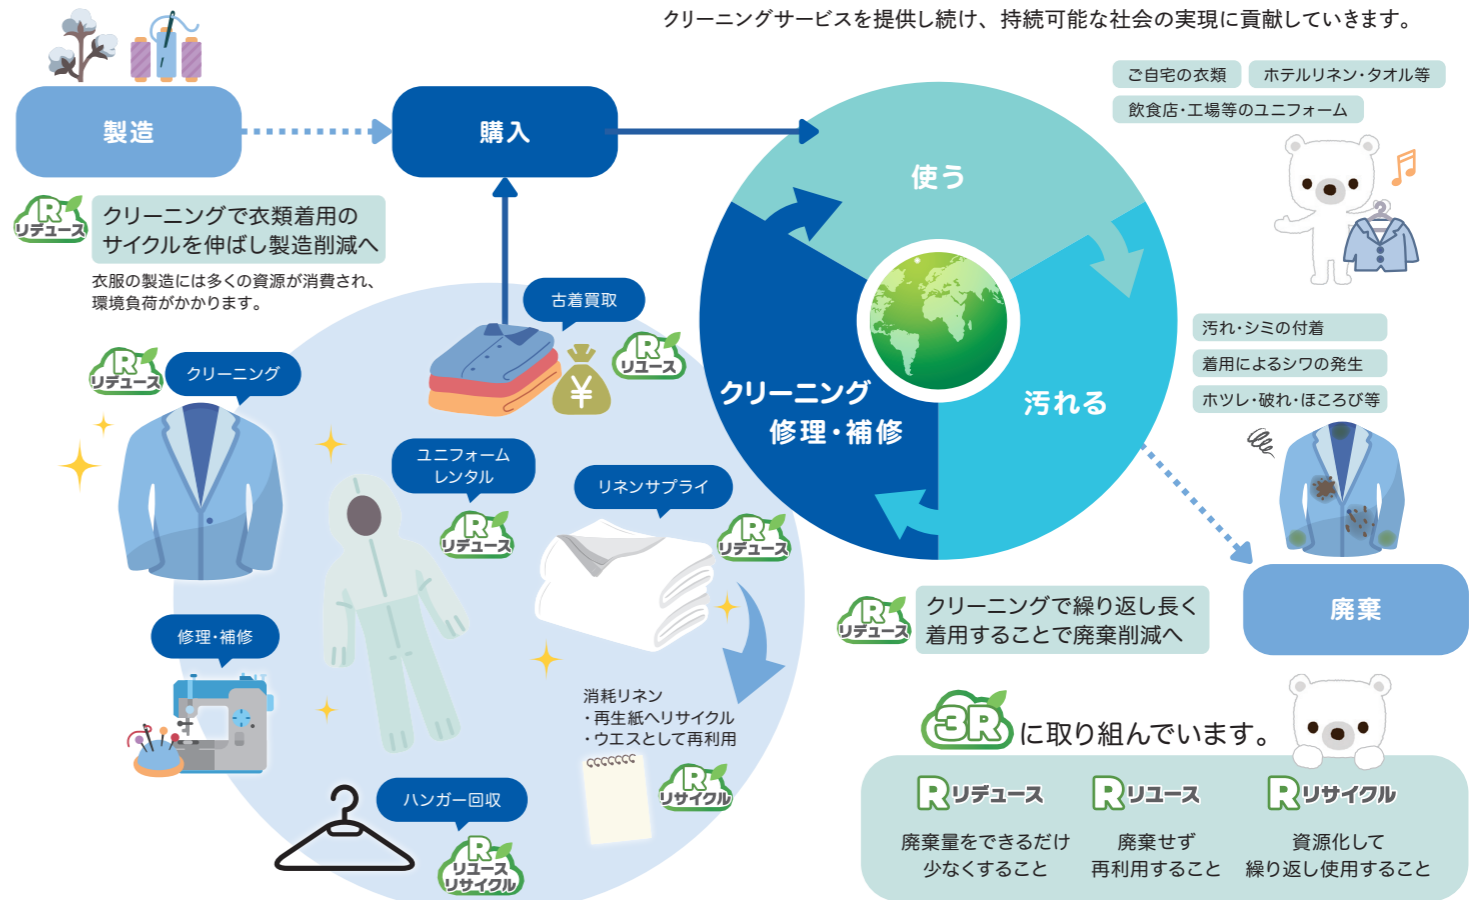 クリーニングサービスを提供し続け、持続可能な社会の実現に貢献していきます。
製造
購入
使う
汚れる
クリーニング
修理・補修
ご自宅の衣類
ホテルリネン・タオル等
飲食店・工場等のユニフォーム
R
リデュース
クリーニングで衣類着用の
サイクルを伸ばし製造削減へ
衣服の製造には多くの資源が消費され、
環境負荷がかかります。
古着買取
R
リユース
R
リデュース
クリーニング
汚れ・シミの付着
着用によるシワの発生
ホツレ・破れ・ほころび等
ユニフォーム
レンタル
R
リデュース
リネンサプライ
R
リデュース
廃棄
R
リデュース
クリーニングで繰り返し長く
着用することで廃棄削減へ
修理・補修
消耗リネン
・再生紙へリサイクル
・ウエスとして再利用
R
リサイクル
ハンガー回収
R
リユース
リサイクル
3Rに取り組んでいます。
Rリデュース
廃棄量をできるだけ
少なくすること
Rリユース
廃棄せず
再利用すること
Rリサイクル
資源化して
繰り返し使用すること
¥